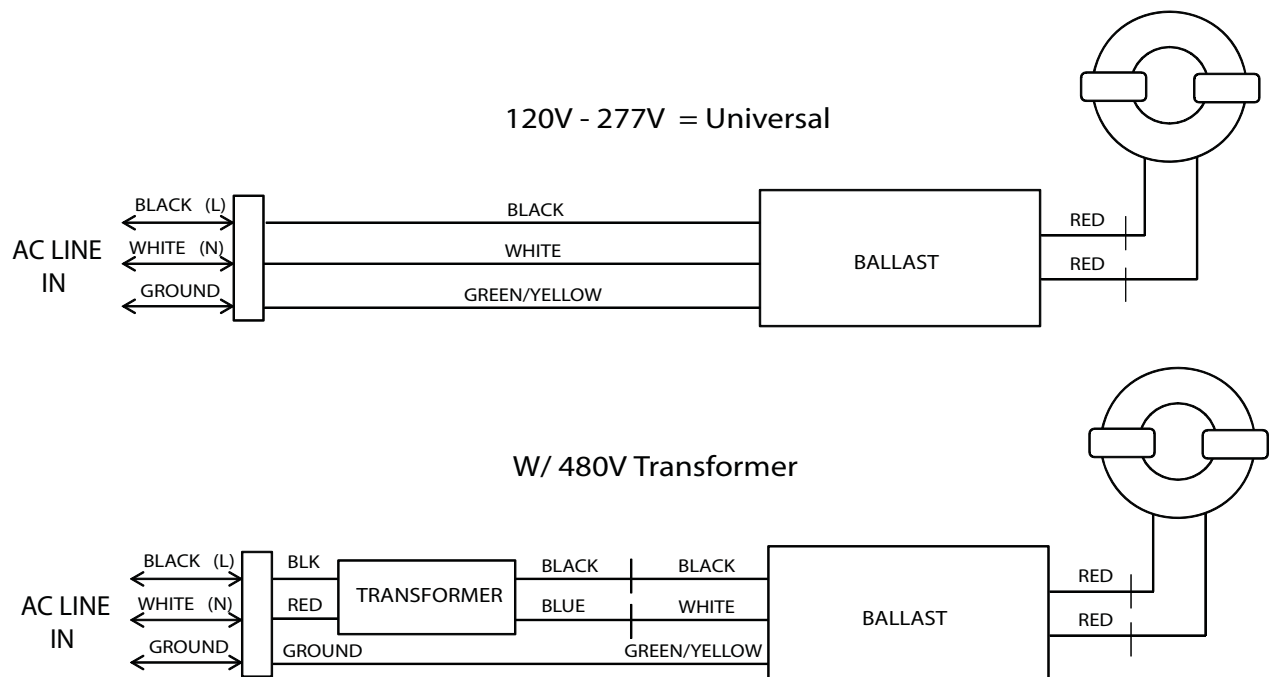 120V - 277V = Universal
BLACK (L)
BLACK
RED
AC LINE
IN
WHITE (N)
WHITE
BALLAST
RED
GROUND
GREEN/YELLOW
W/ 480V Transformer
BLACK (L)
BLK
BLACK
BLACK
RED
AC LINE
IN
WHITE (N)
RED
TRANSFORMER
BLUE
WHITE
BALLAST
RED
GROUND
GROUND
GREEN/YELLOW